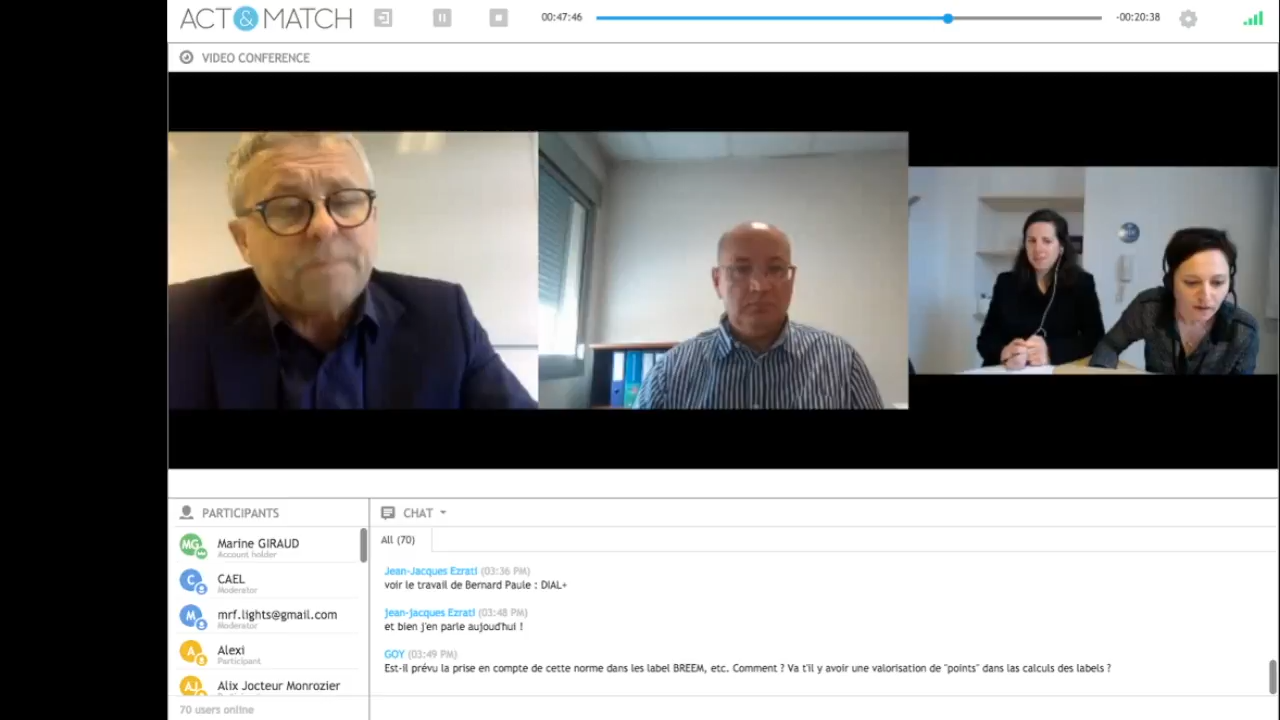 ACT & MATCH
00:47:46
-00:20:38
VIDEO CONFERENCE
PARTICIPANTS
MG
Marine GIRAUD
Account holder
C
CAEL
Moderator
M
mrf.lights@gmail.com
Moderator
A
Alexi
Participant
AJ
Alix Jocteur Monrozier
70 users online
CHAT
All (70)
Jean-Jacques Ezrati (03:36 PM)
voir le travail de Bernard Paule : DIAL+
jean-jacques Ezrati (03:48 PM)
et bien j'en parle aujourd'hui !
GOY (03:49 PM)
Est-il prévu la prise en compte de cette norme dans les label BREEM, etc. Comment ? Va t'il y avoir une valorisation de "points" dans las calculs des labels ?